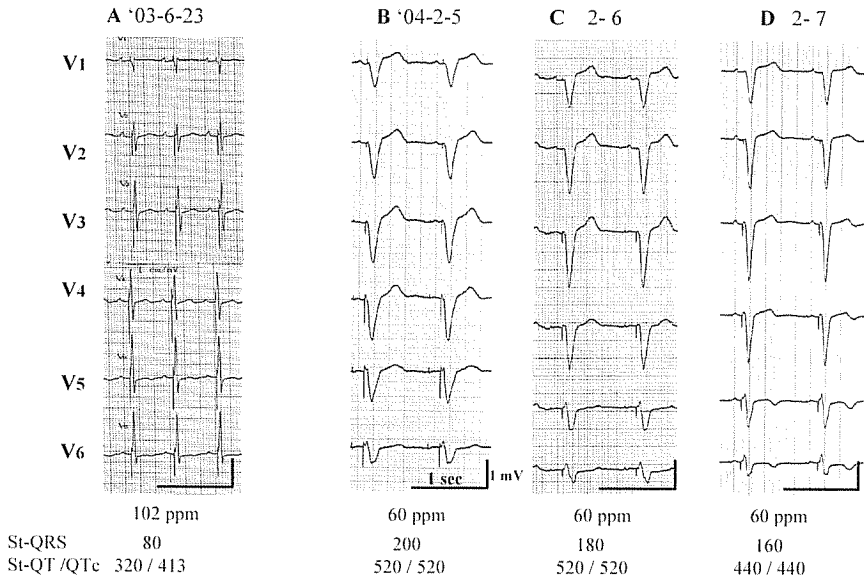 A '03-6-23 B '04-2-5 C 2- 6 D 2- 7
V1
V2
V3
V4
V5
V6
1 sec 1 mV
102 ppm 60 ppm 60 ppm 60 ppm
St-QRS 80 200 180 160
St-QT /QTc 320 / 413 520 / 520 520 / 520 440 / 440